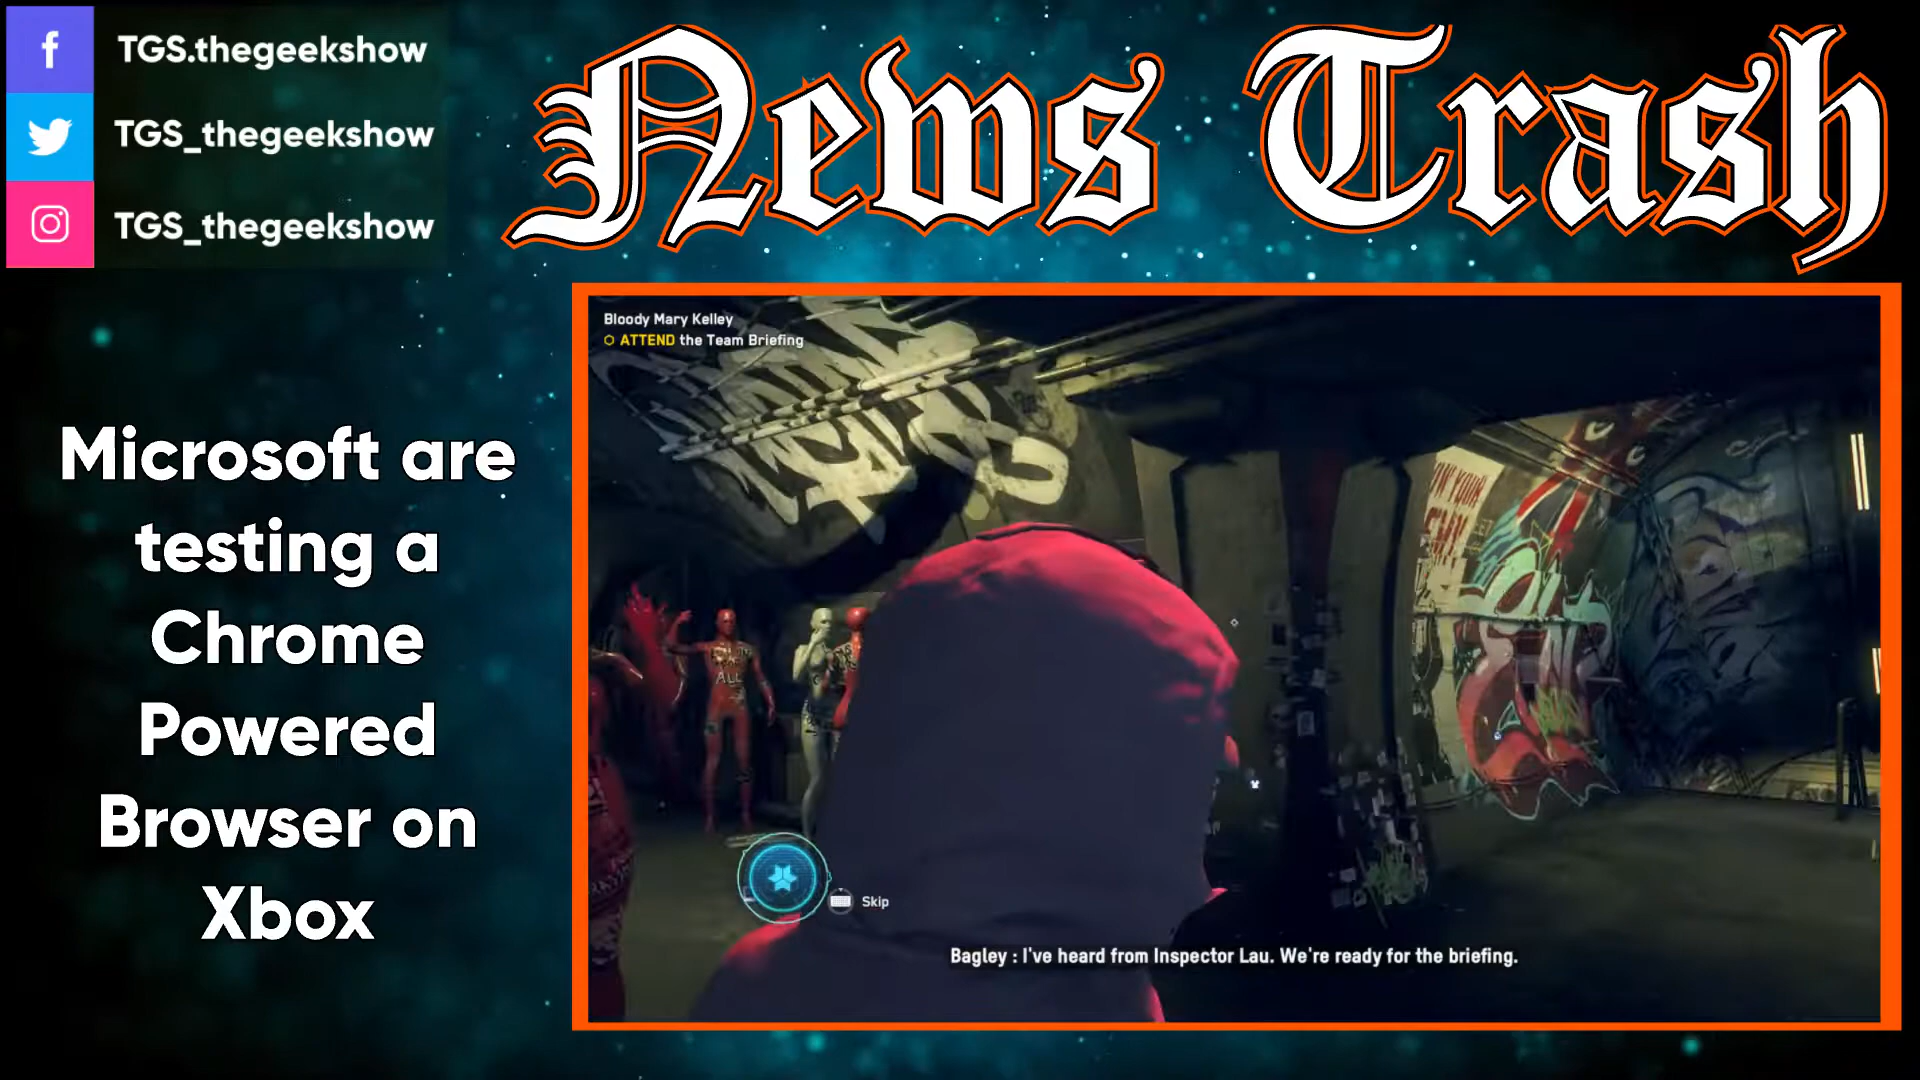 TGS.thegeekshow
TGS_thegeekshow
TGS_thegeekshow
News Trash
Microsoft are
testing a
Chrome
Powered
Browser on
Xbox
Bloody Mary Kelley
ATTEND the Team Briefing
ALL
Skip
Bagley : I've heard from Inspector Lau. We're ready for the briefing.